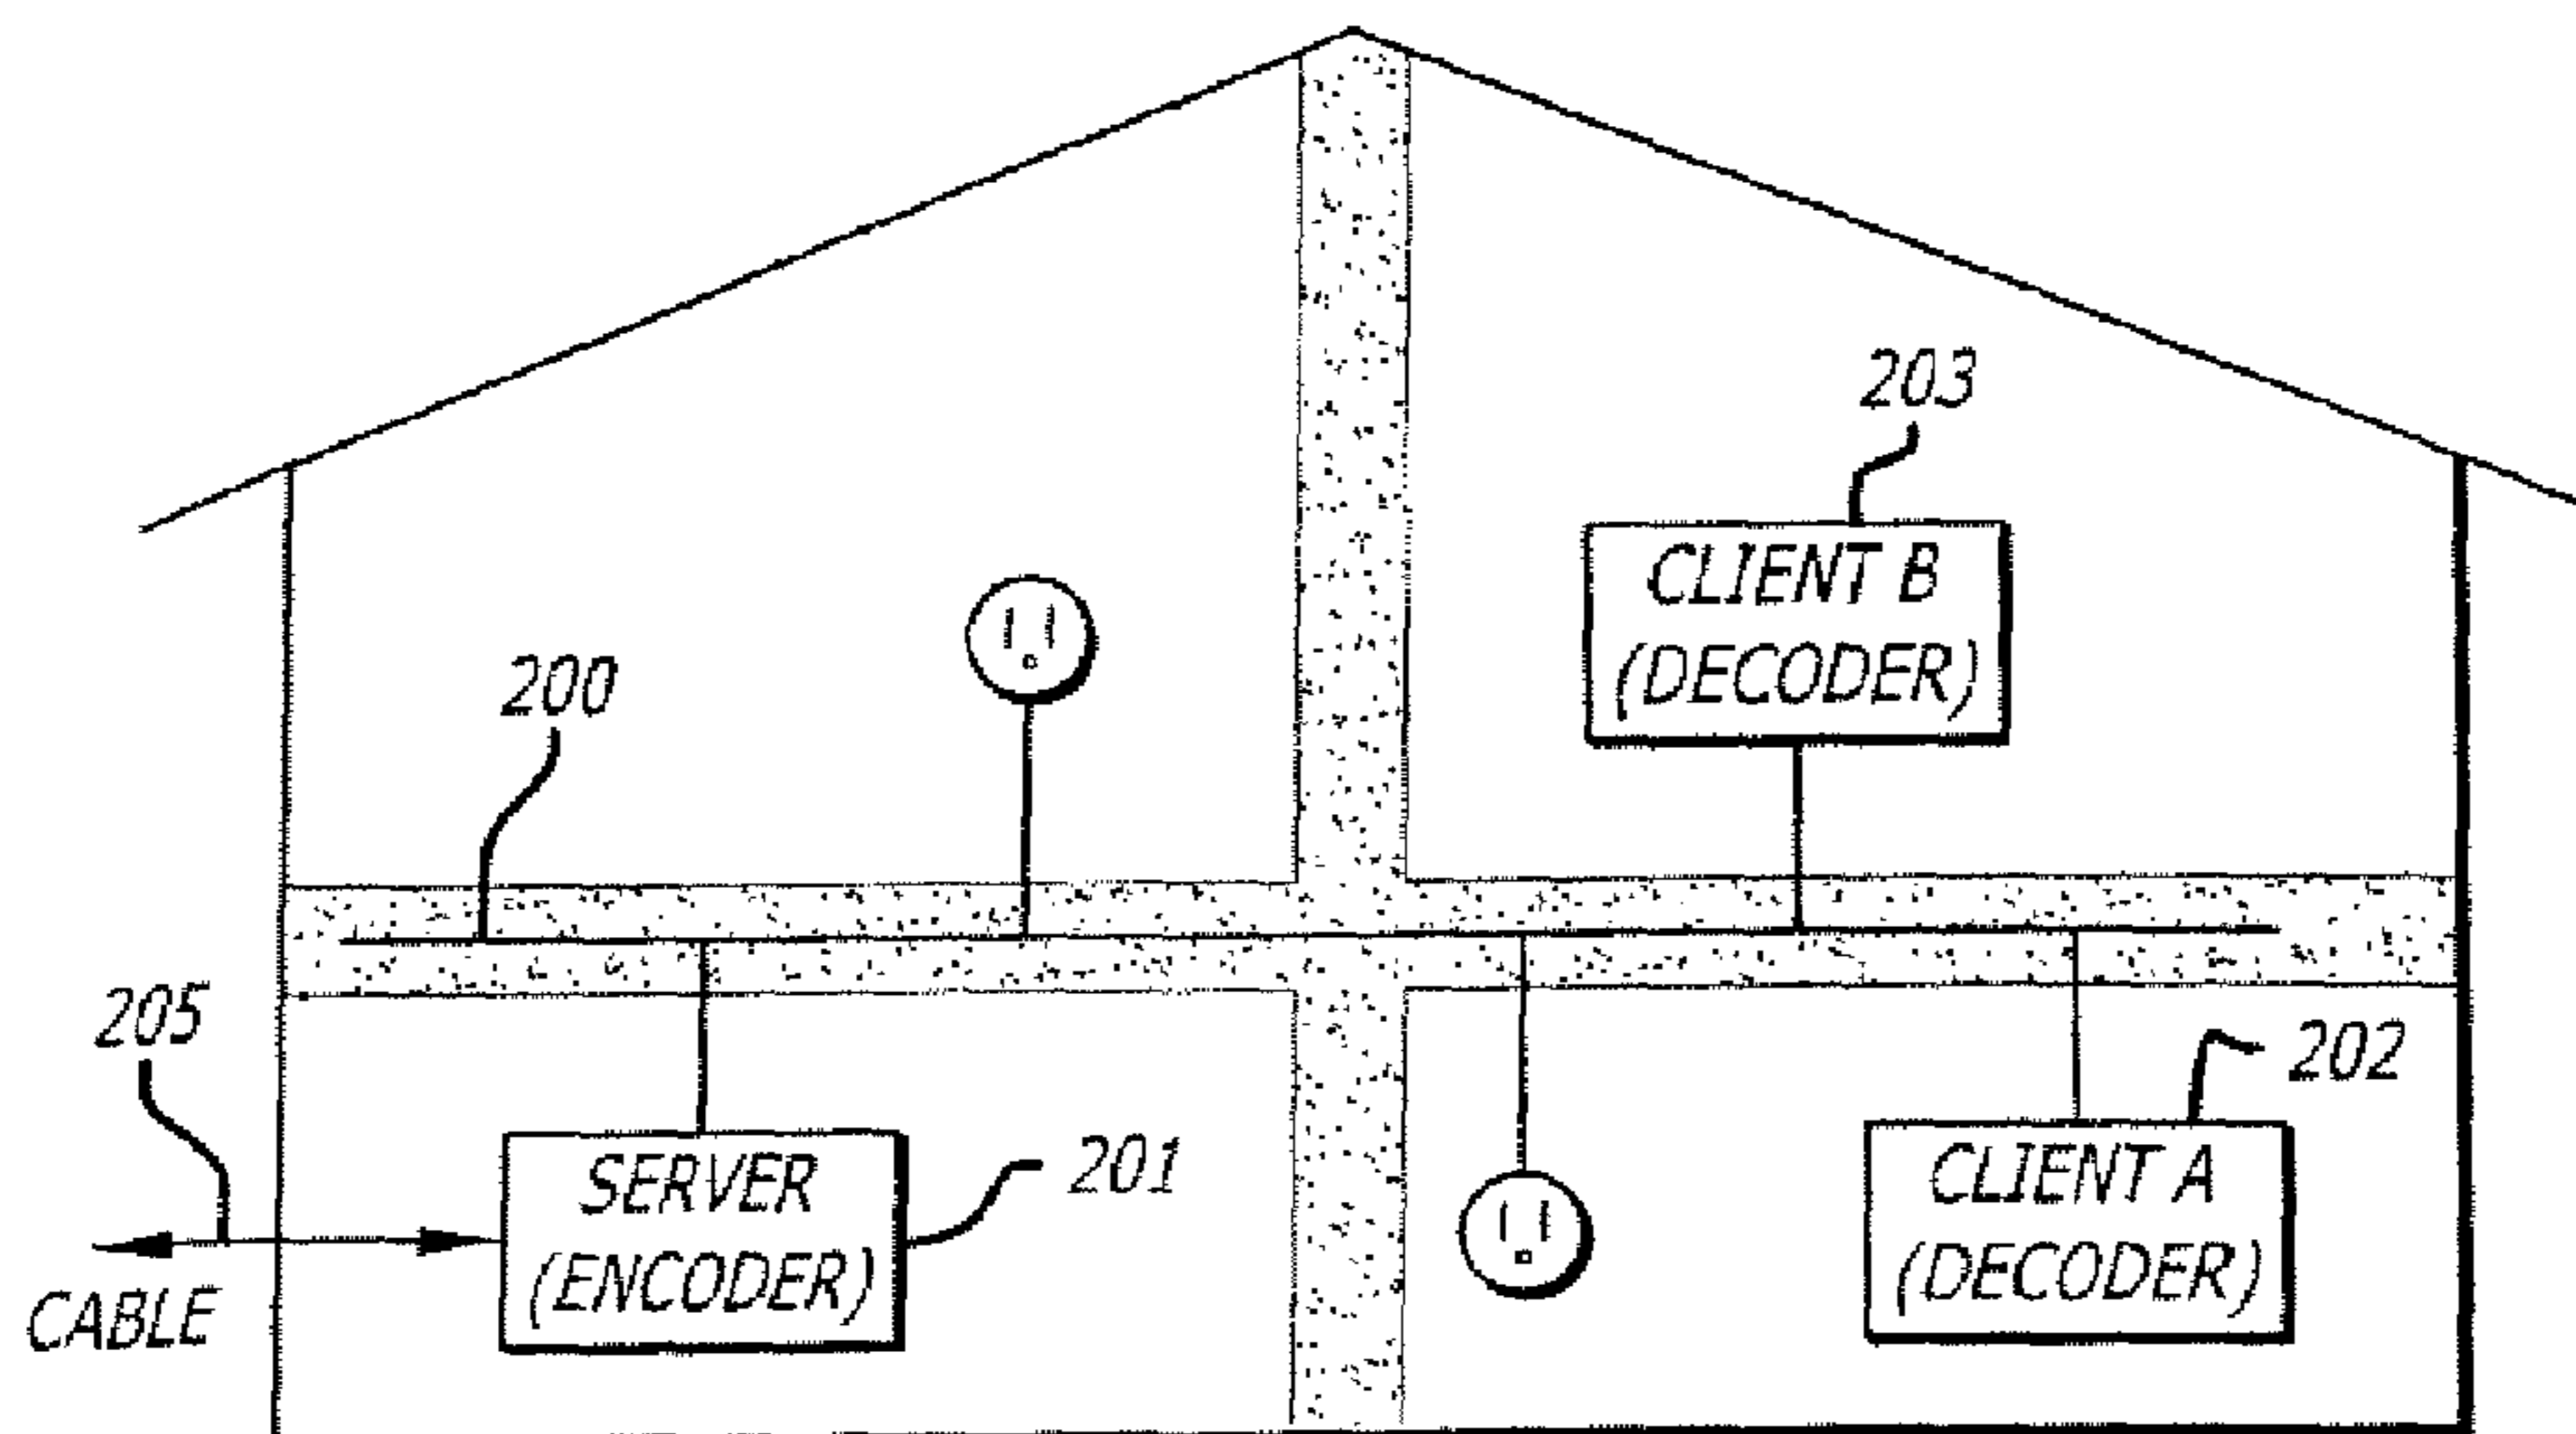 203
CLIENT B
(DECODER)
200
205
202
SERVER
(ENCODER)
201
CLIENT A
(DECODER)
CABLE